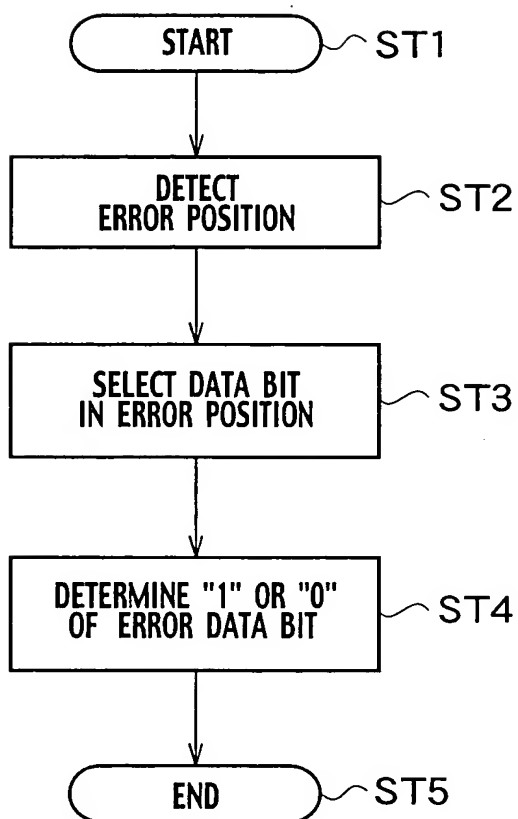 START
ST1
DETECT
ERROR POSITION
ST2
SELECT DATA BIT
IN ERROR POSITION
ST3
DETERMINE "1" OR "0"
OF ERROR DATA BIT
ST4
END
ST5